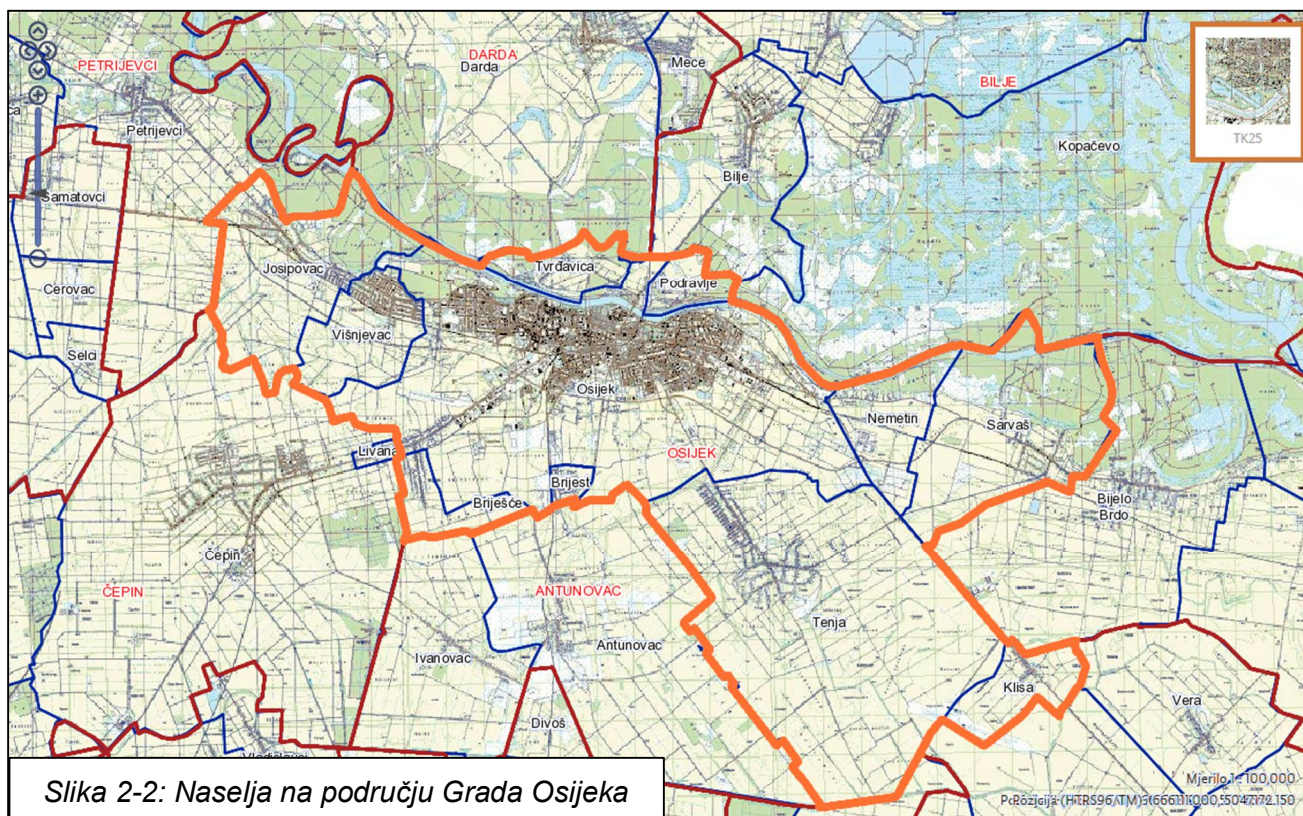 PETRIJEVCI
DARDA
Darda
Mece
BILJE
TK25
Petrijevci
Kopačevo
Bilje
Samatovci
Josipovac
Tvrđavica
Podravlje
Cerovac
Višnjevac
Selci
Osijek
Nemetin
Sarvaš
Livana
OSIJEK
Brijest
Briješće
Bijelo
Brdo
Čepin
ČEPIN
ANTUNOVAC
Tenja
Antunovac
Ivanovac
Klisa
Vera
Divoš
Vladislavci
Mjerilo 1: 100,000
Slika 2-2: Naselja na području Grada Osijeka